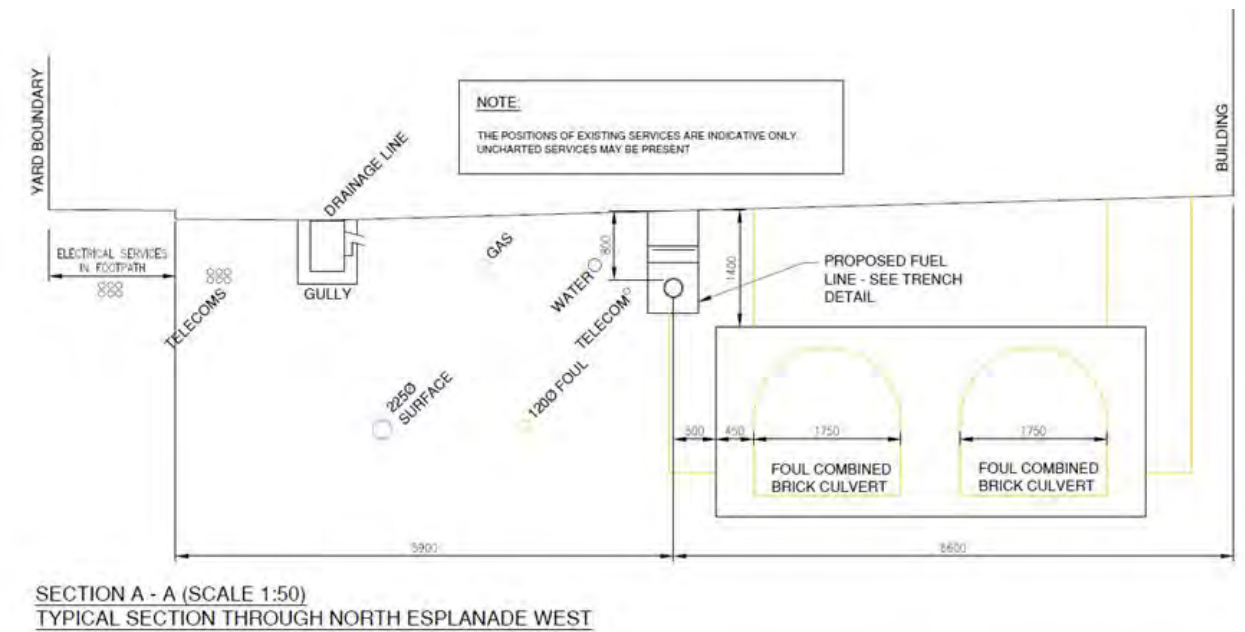 NOTE:
THE POSITIONS OF EXISTING SERVICES ARE INDICATIVE ONLY.
UNCHARTED SERVICES MAY BE PRESENT
YARD BOUNDARY
BUILDING
DRAINAGE LINE
ELECTRICAL SERVICES
IN FOOTPATH
TELECOMS
GULLY
GAS
WATER
TELECOM
800
1400
PROPOSED FUEL
LINE - SEE TRENCH
DETAIL
225Ø
SURFACE
120Ø FOUL
500
450
1750
1750
FOUL COMBINED
BRICK CULVERT
FOUL COMBINED
BRICK CULVERT
5900
6600
SECTION A - A (SCALE 1:50)
TYPICAL SECTION THROUGH NORTH ESPLANADE WEST